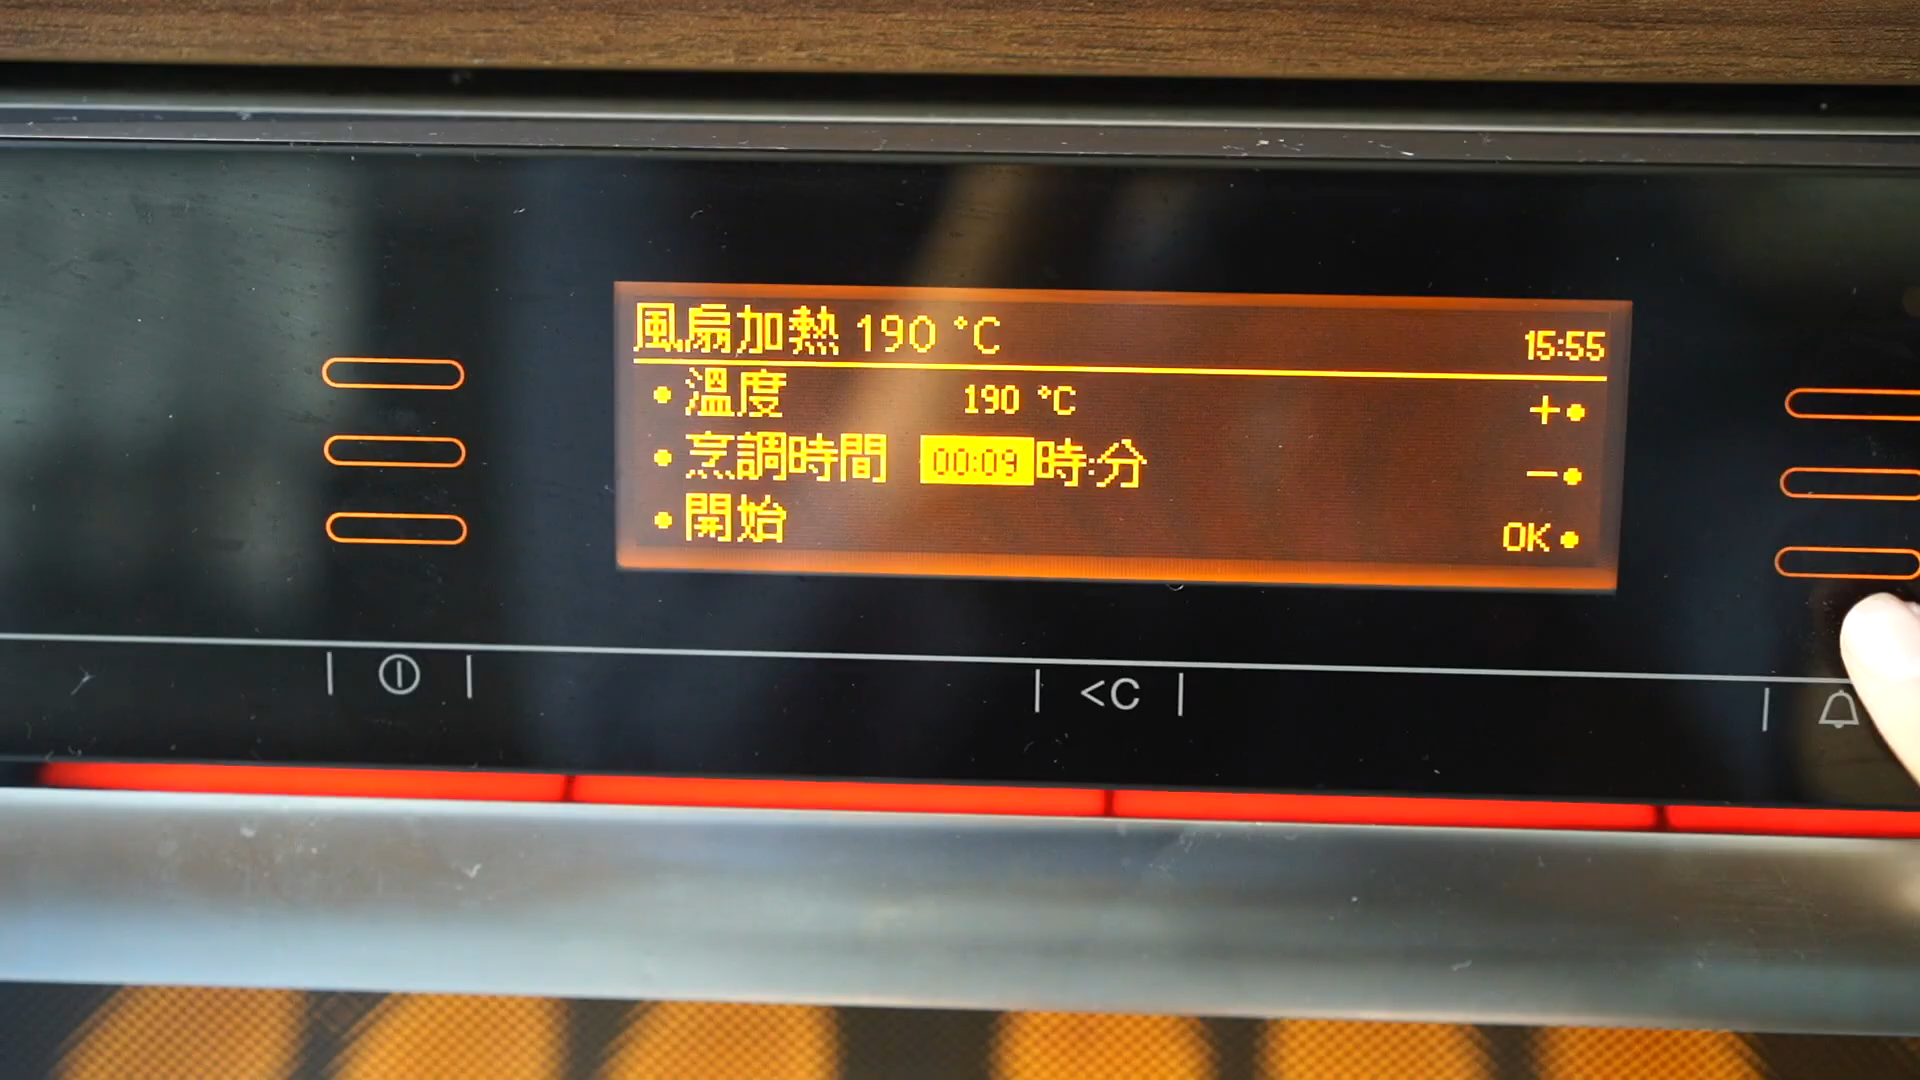 風扇加熱 190 °C 15:55
• 溫度 190 °C +•
• 烹調時間 00:09 時:分 −•
• 開始 OK •
<C